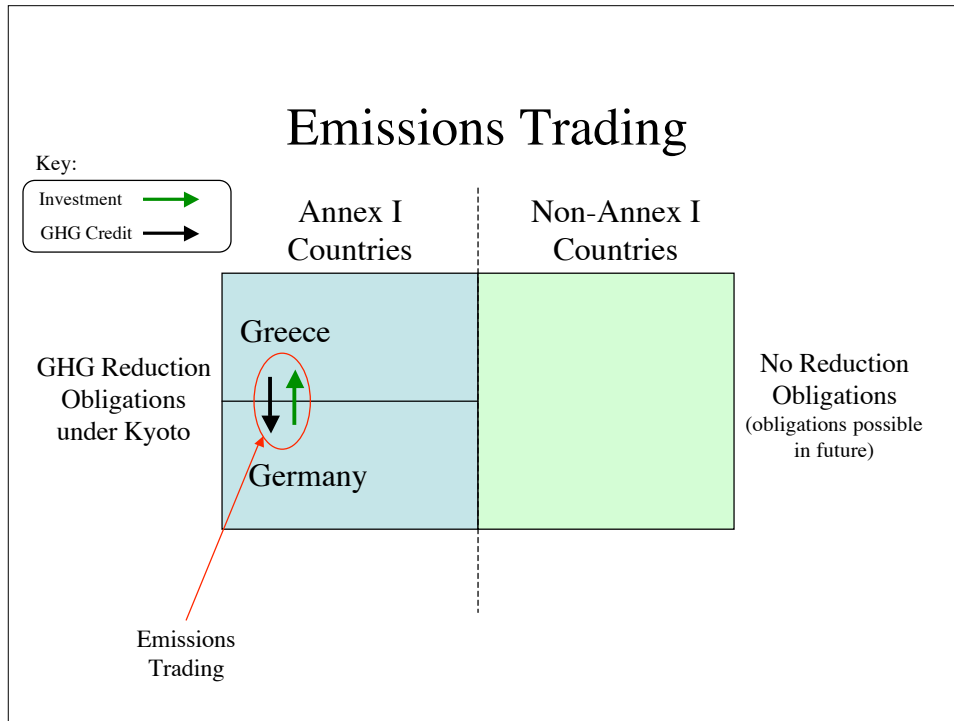 Emissions Trading
Key:
Investment
GHG Credit
Annex I
Countries
Non-Annex I
Countries
Greece
Germany
GHG Reduction
Obligations
under Kyoto
No Reduction
Obligations
(obligations possible
in future)
Emissions
Trading